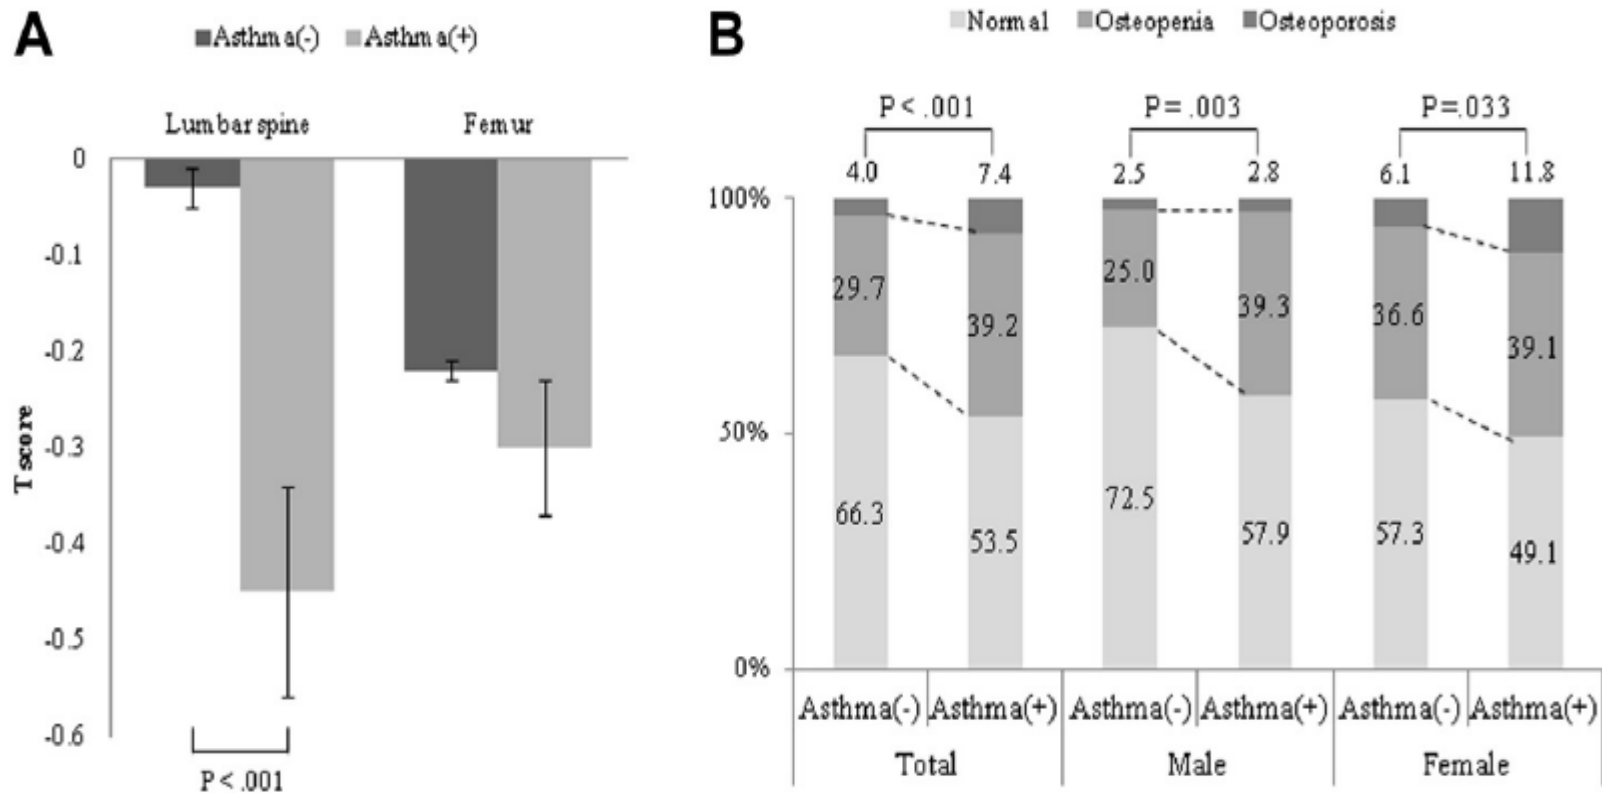 A
Asthma(-) Asthma(+)
Lumbar spine Femur
0
-0.1
-0.2
-0.3
-0.4
-0.5
-0.6
T score
P < .001
B
Normal Osteopenia Osteoporosis
P < .001 P = .003 P=.033
4.0 7.4 2.5 2.8 6.1 11.8
100%
50%
0%
29.7 39.2 25.0 39.3 36.6 39.1
66.3 53.5 72.5 57.9 57.3 49.1
Asthma(-) Asthma(+) Asthma(-) Asthma(+) Asthma(-) Asthma(+)
Total Male Female